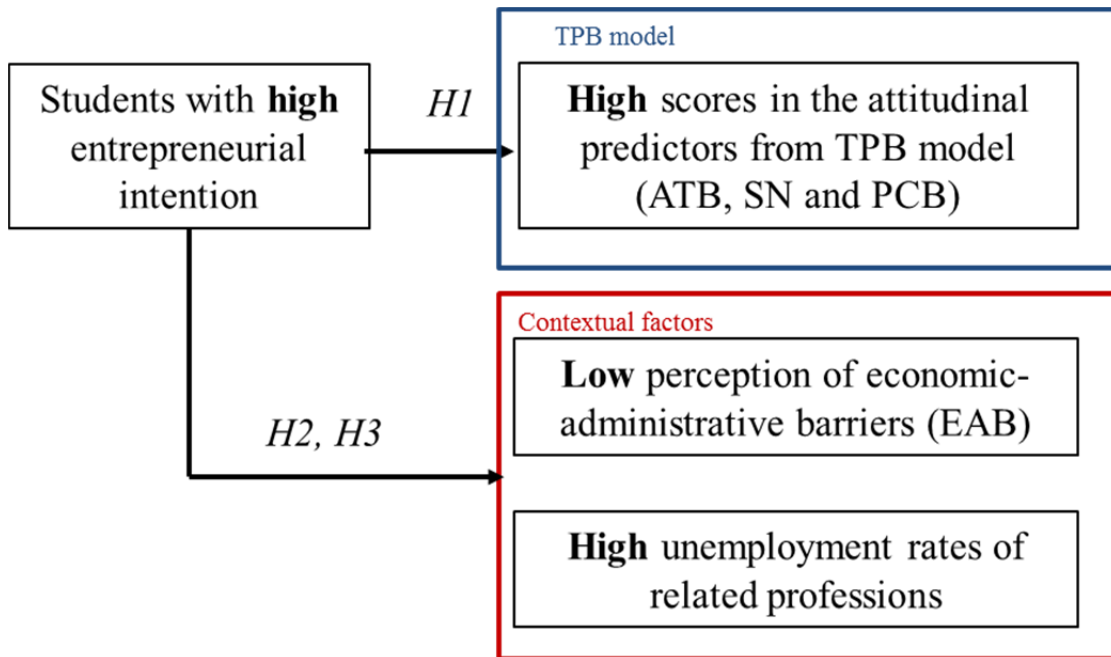 TPB model
Students with high
entrepreneurial
intention
H1
High scores in the attitudinal
predictors from TPB model
(ATB, SN and PCB)
Contextual factors
Low perception of economic-
administrative barriers (EAB)
H2, H3
High unemployment rates of
related professions